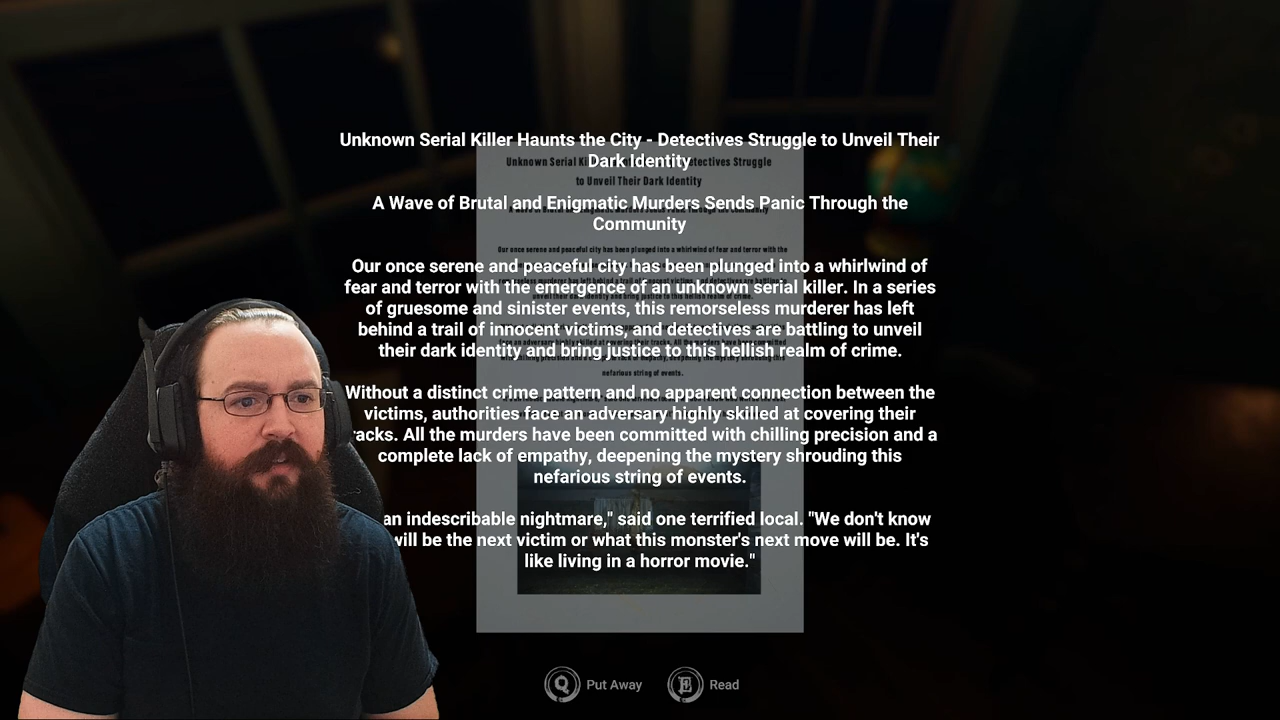 Unknown Serial Killer Haunts the City - Detectives Struggle to Unveil Their
Dark Identity
A Wave of Brutal and Enigmatic Murders Sends Panic Through the
Community
Our once serene and peaceful city has been plunged into a whirlwind of
fear and terror with the emergence of an unknown serial killer. In a series
of gruesome and sinister events, this remorseless murderer has left
behind a trail of innocent victims, and detectives are battling to unveil
their dark identity and bring justice to this hellish realm of crime.
Without a distinct crime pattern and no apparent connection between the
victims, authorities face an adversary highly skilled at covering their
racks. All the murders have been committed with chilling precision and a
complete lack of empathy, deepening the mystery shrouding this
nefarious string of events.
an indescribable nightmare," said one terrified local. "We don't know
will be the next victim or what this monster's next move will be. It's
like living in a horror movie."
Q Put Away E Read